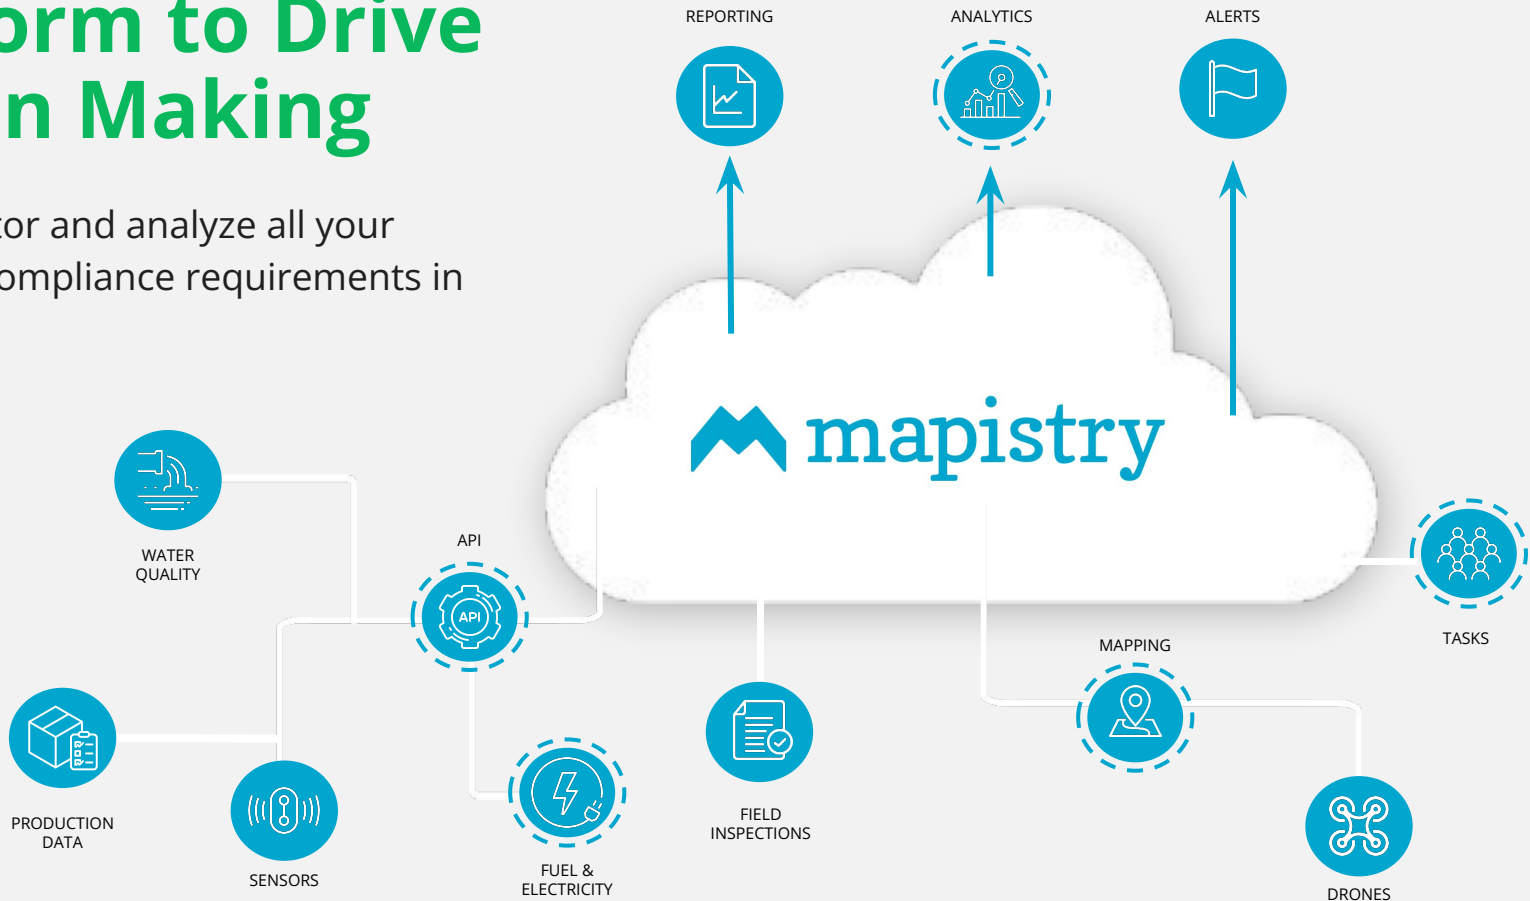 orm to Drive
n Making
tor and analyze all your
ompliance requirements in
REPORTING
ANALYTICS
ALERTS
mapistry
WATER
QUALITY
API
API
TASKS
MAPPING
PRODUCTION
DATA
SENSORS
FUEL &
ELECTRICITY
FIELD
INSPECTIONS
DRONES